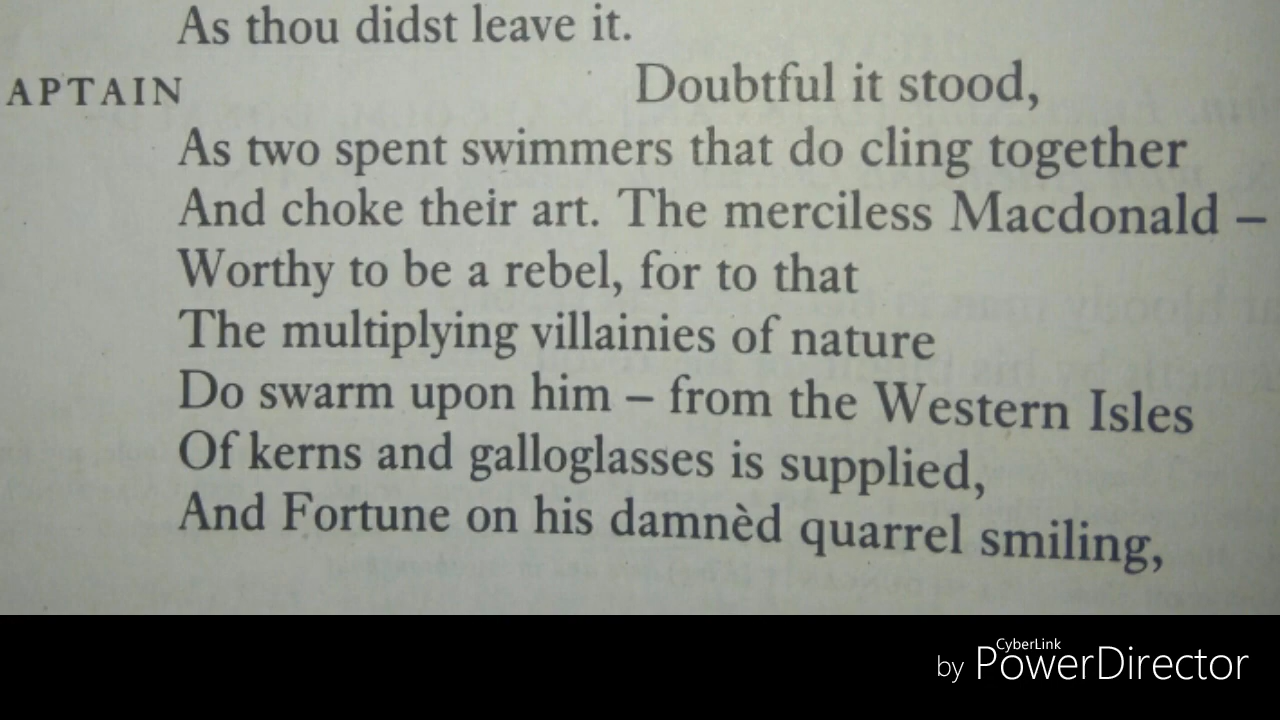 As thou didst leave it.
APTAIN Doubtful it stood,
As two spent swimmers that do cling together
And choke their art. The merciless Macdonald –
Worthy to be a rebel, for to that
The multiplying villainies of nature
Do swarm upon him – from the Western Isles
Of kerns and galloglasses is supplied,
And Fortune on his damnèd quarrel smiling,
CyberLink
by PowerDirector